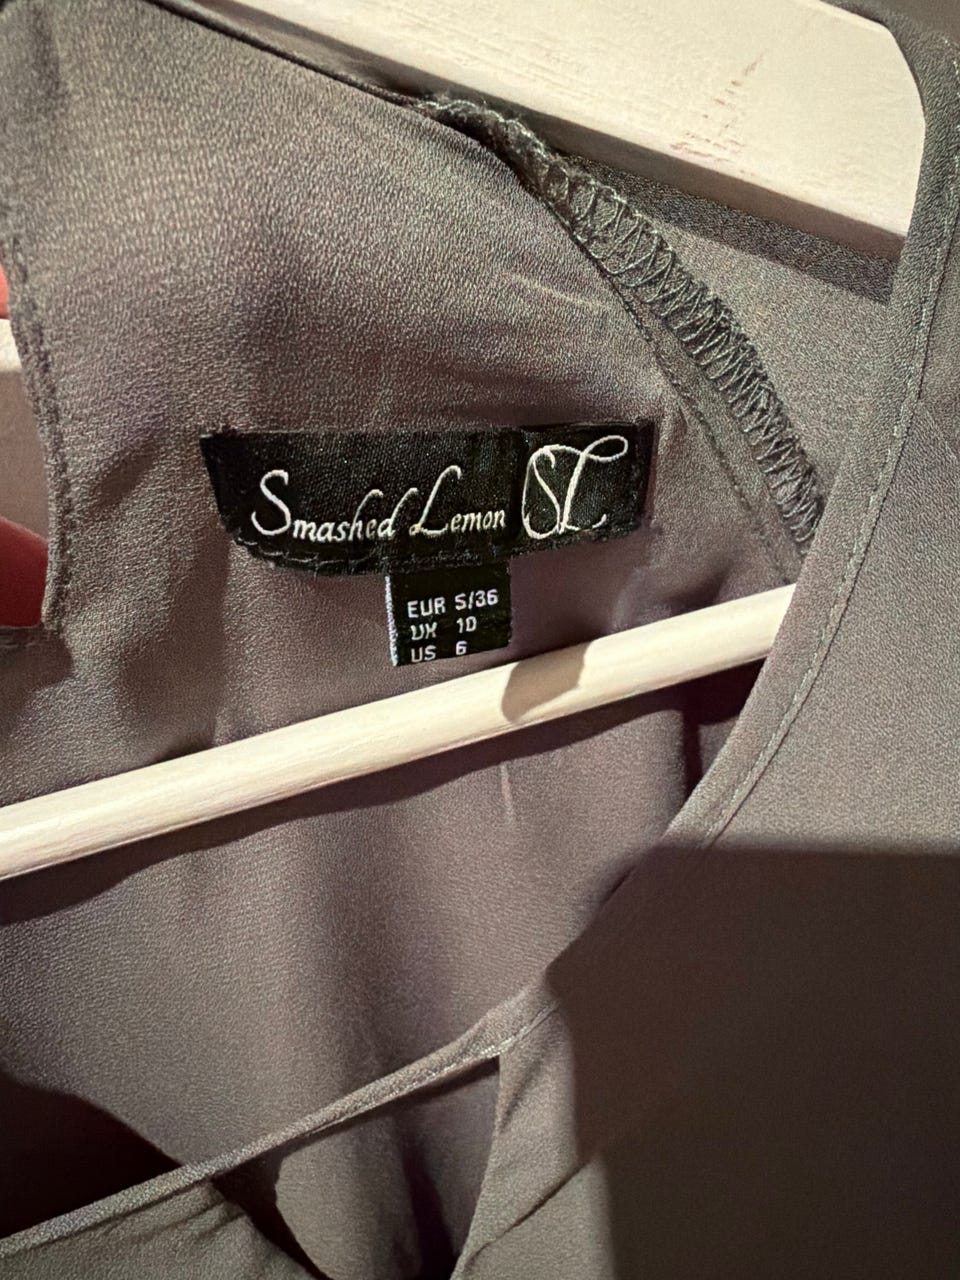 Smashed Lemon SL
EUR S/36
UK 10
US 6